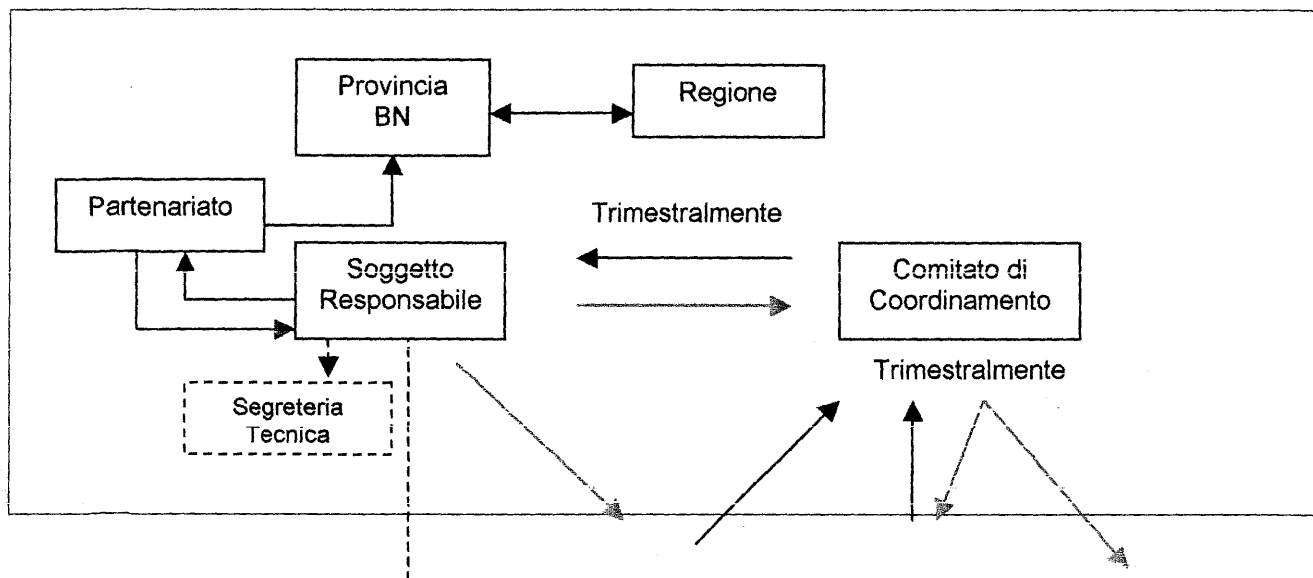 Provincia
BN
Regione
Partenariato
Trimestralmente
Soggetto
Responsabile
Comitato di
Coordinamento
Trimestralmente
Segreteria
Tecnica